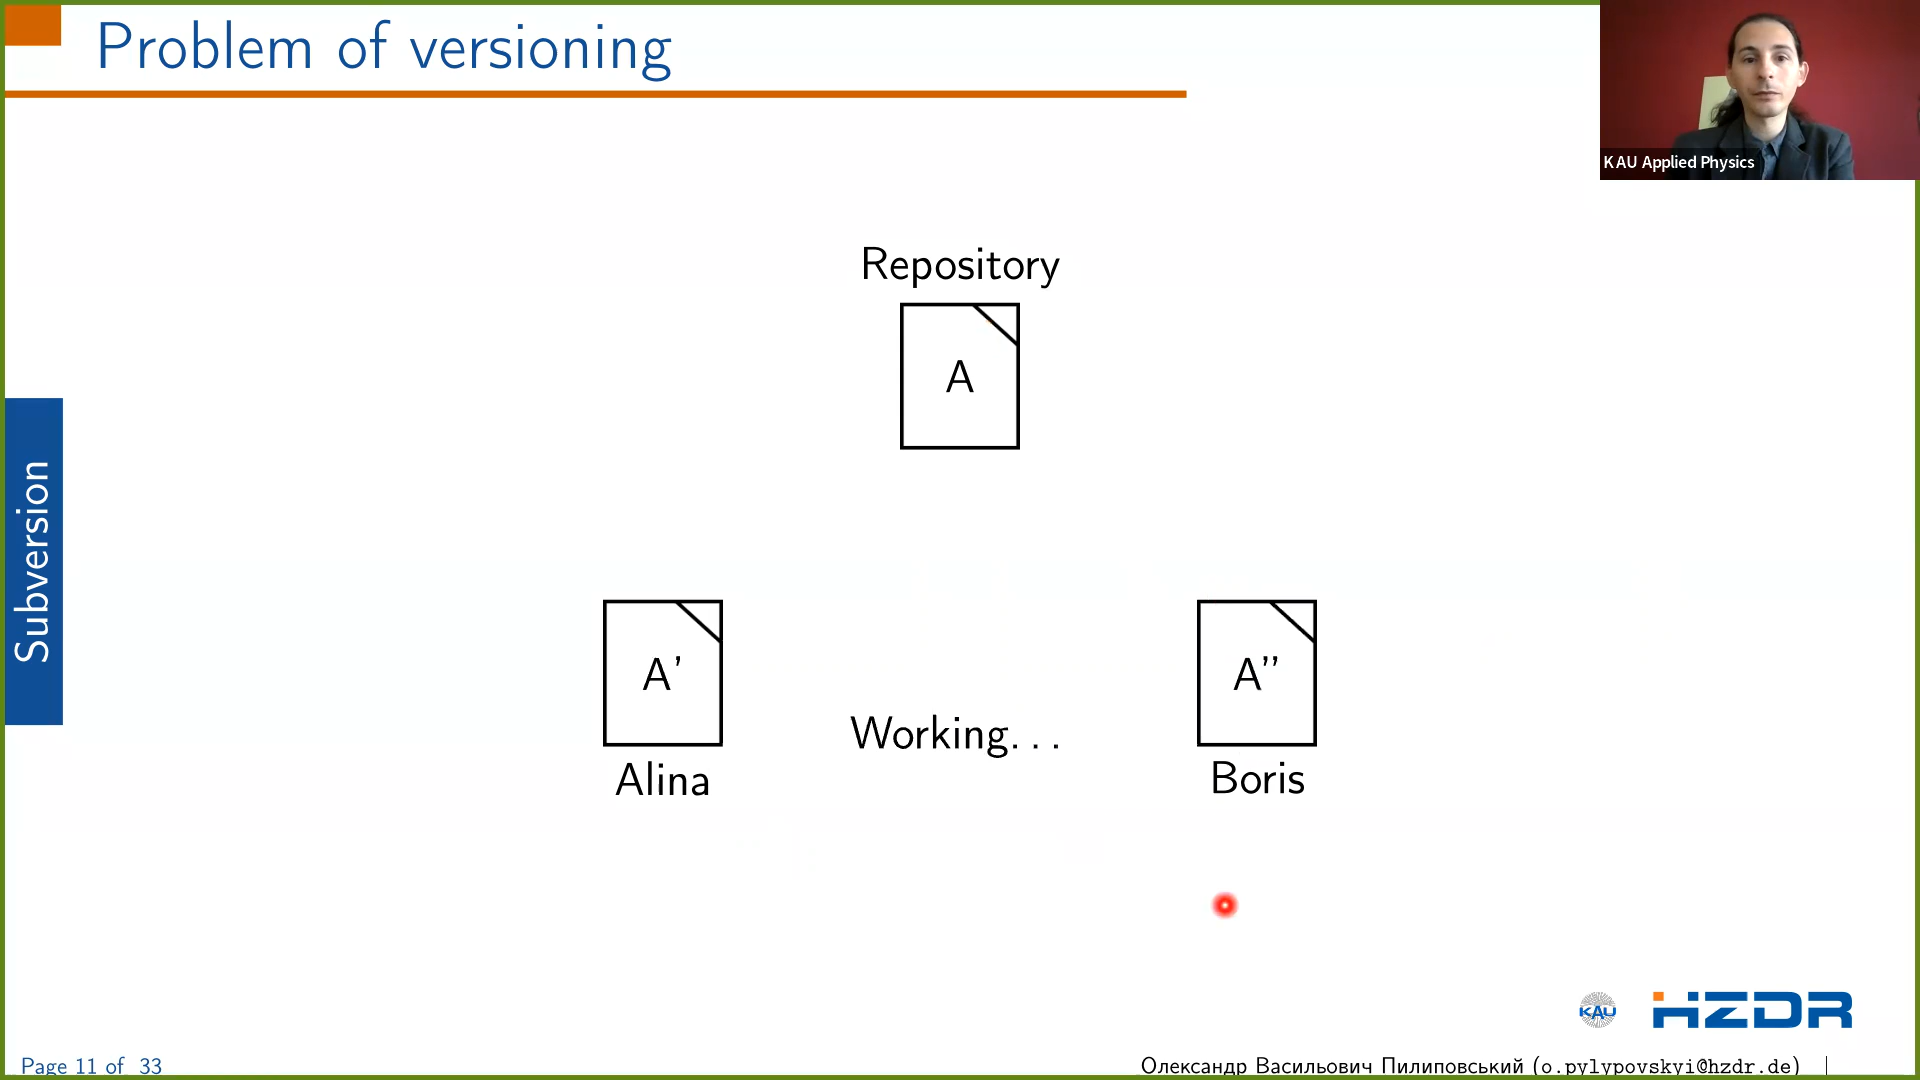 Problem of versioning
KAU Applied Physics
Repository
A
Subversion
A'
A''
Working...
Alina
Boris
KAU
HZDR
Page 11 of 33
Олександр Васильович Пилиповський (o.pylypovskyi@hzdr.de)